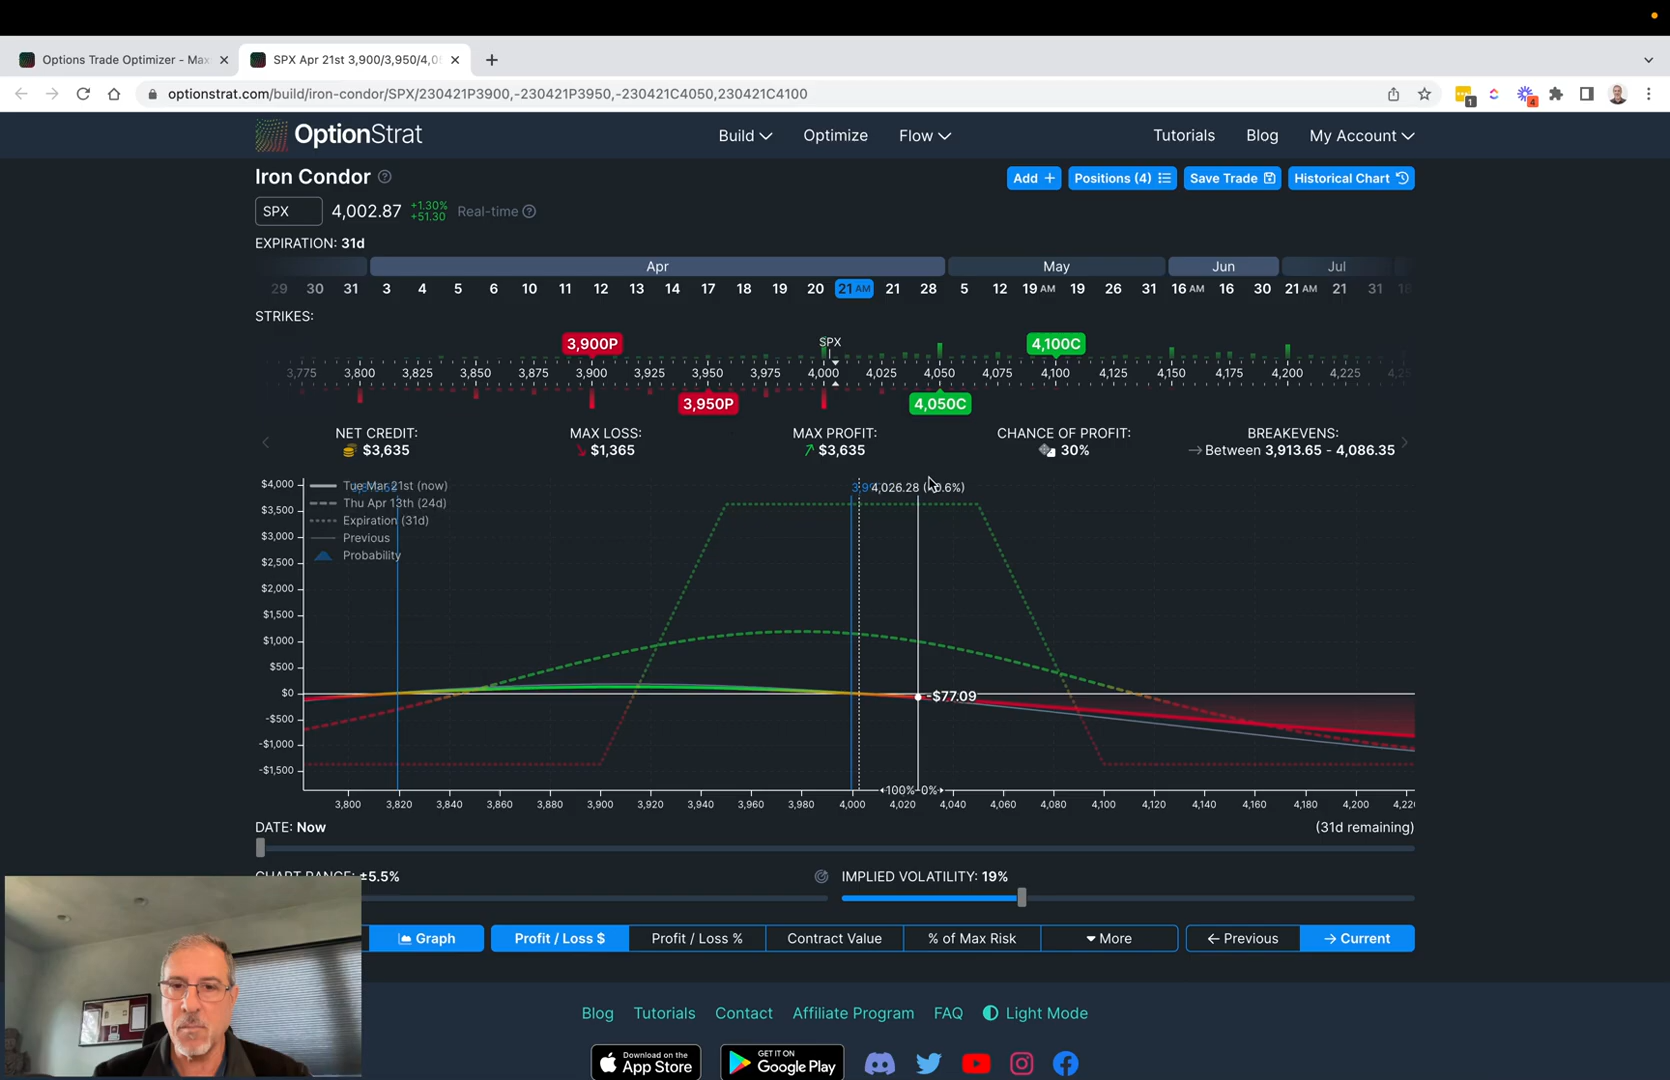 Options Trade Optimizer - Max
SPX Apr 21st 3,900/3,950/4,0
optionstrat.com/build/iron-condor/SPX/230421P3900,-230421P3950,-230421C4050,230421C4100
1
4
OptionStrat
Build
Optimize
Flow
Tutorials
Blog
My Account
Iron Condor
Add +
Positions (4)
Save Trade
Historical Chart
SPX
4,002.87
+1.30%
+51.30
Real-time
EXPIRATION: 31d
Apr
May
Jun
Jul
29 30 31 3 4 5 6 10 11 12 13 14 17 18 19 20 21 AM 21 28 5 12 19 AM 19 26 31 16 AM 16 30 21 AM 21 31
STRIKES:
3,900P
SPX
4,100C
3,775 3,800 3,825 3,850 3,875 3,900 3,925 3,950 3,975 4,000 4,025 4,050 4,075 4,100 4,125 4,150 4,175 4,200 4,225
3,950P
4,050C
NET CREDIT:
$3,635
MAX LOSS:
$1,365
MAX PROFIT:
$3,635
CHANCE OF PROFIT:
30%
BREAKEVENS:
Between 3,913.65 - 4,086.35
$4,000
$3,500
$3,000
$2,500
$2,000
$1,500
$1,000
$500
$0
-$500
-$1,000
-$1,500
Tue Mar 21st (now)
Thu Apr 13th (24d)
Expiration (31d)
Previous
Probability
4,026.28
-$77.09
100%
0%
3,800 3,820 3,840 3,860 3,880 3,900 3,920 3,940 3,960 3,980 4,000 4,020 4,040 4,060 4,080 4,100 4,120 4,140 4,160 4,180 4,200 4,220
DATE: Now
(31d remaining)
CHART RANGE: ±5.5%
IMPLIED VOLATILITY: 19%
Graph
Profit / Loss $
Profit / Loss %
Contract Value
% of Max Risk
More
Previous
Current
Blog
Tutorials
Contact
Affiliate Program
FAQ
Light Mode
Download on the
App Store
GET IT ON
Google Play